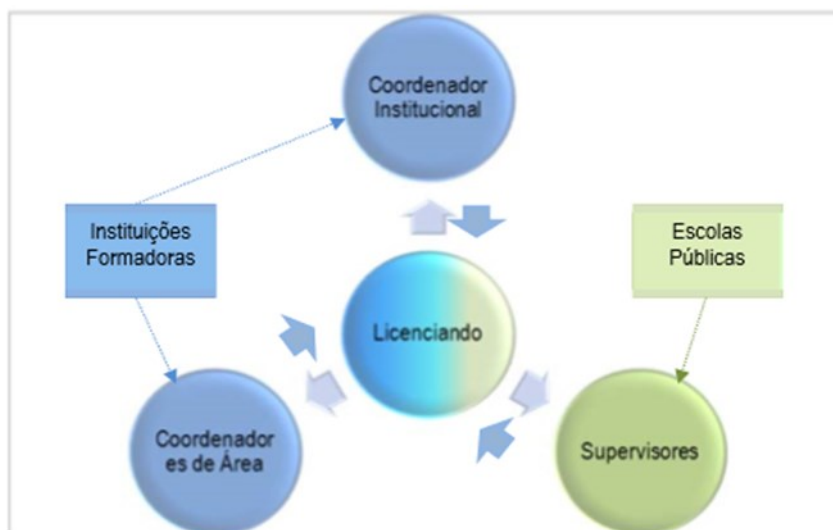 Coordenador
Institucional
Instituições
Formadoras
Escolas
Públicas
Licenciando
Coordenador
es de Área
Supervisores